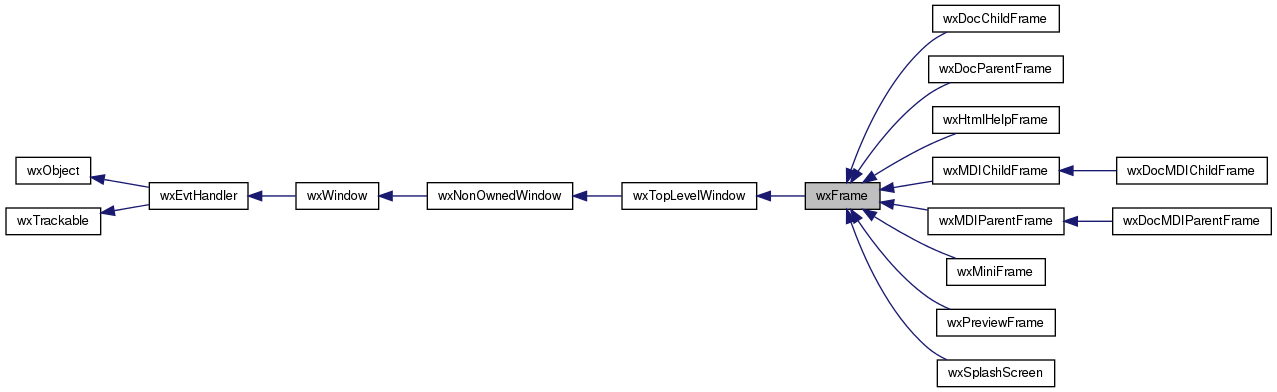 wxDocChildFrame
wxDocParentFrame
wxHtmlHelpFrame
wxObject
wxMDIChildFrame
wxDocMDIChildFrame
wxEvtHandler
wxWindow
wxNonOwnedWindow
wxTopLevelWindow
wxFrame
wxTrackable
wxMDIParentFrame
wxDocMDIParentFrame
wxMiniFrame
wxPreviewFrame
wxSplashScreen